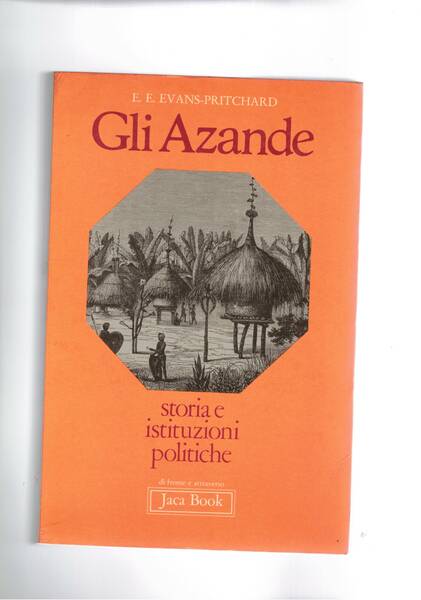 E. E. EVANS-PRITCHARD
Gli Azande
storia e
istituzioni
politiche
di fronte e attraverso
Jaca Book